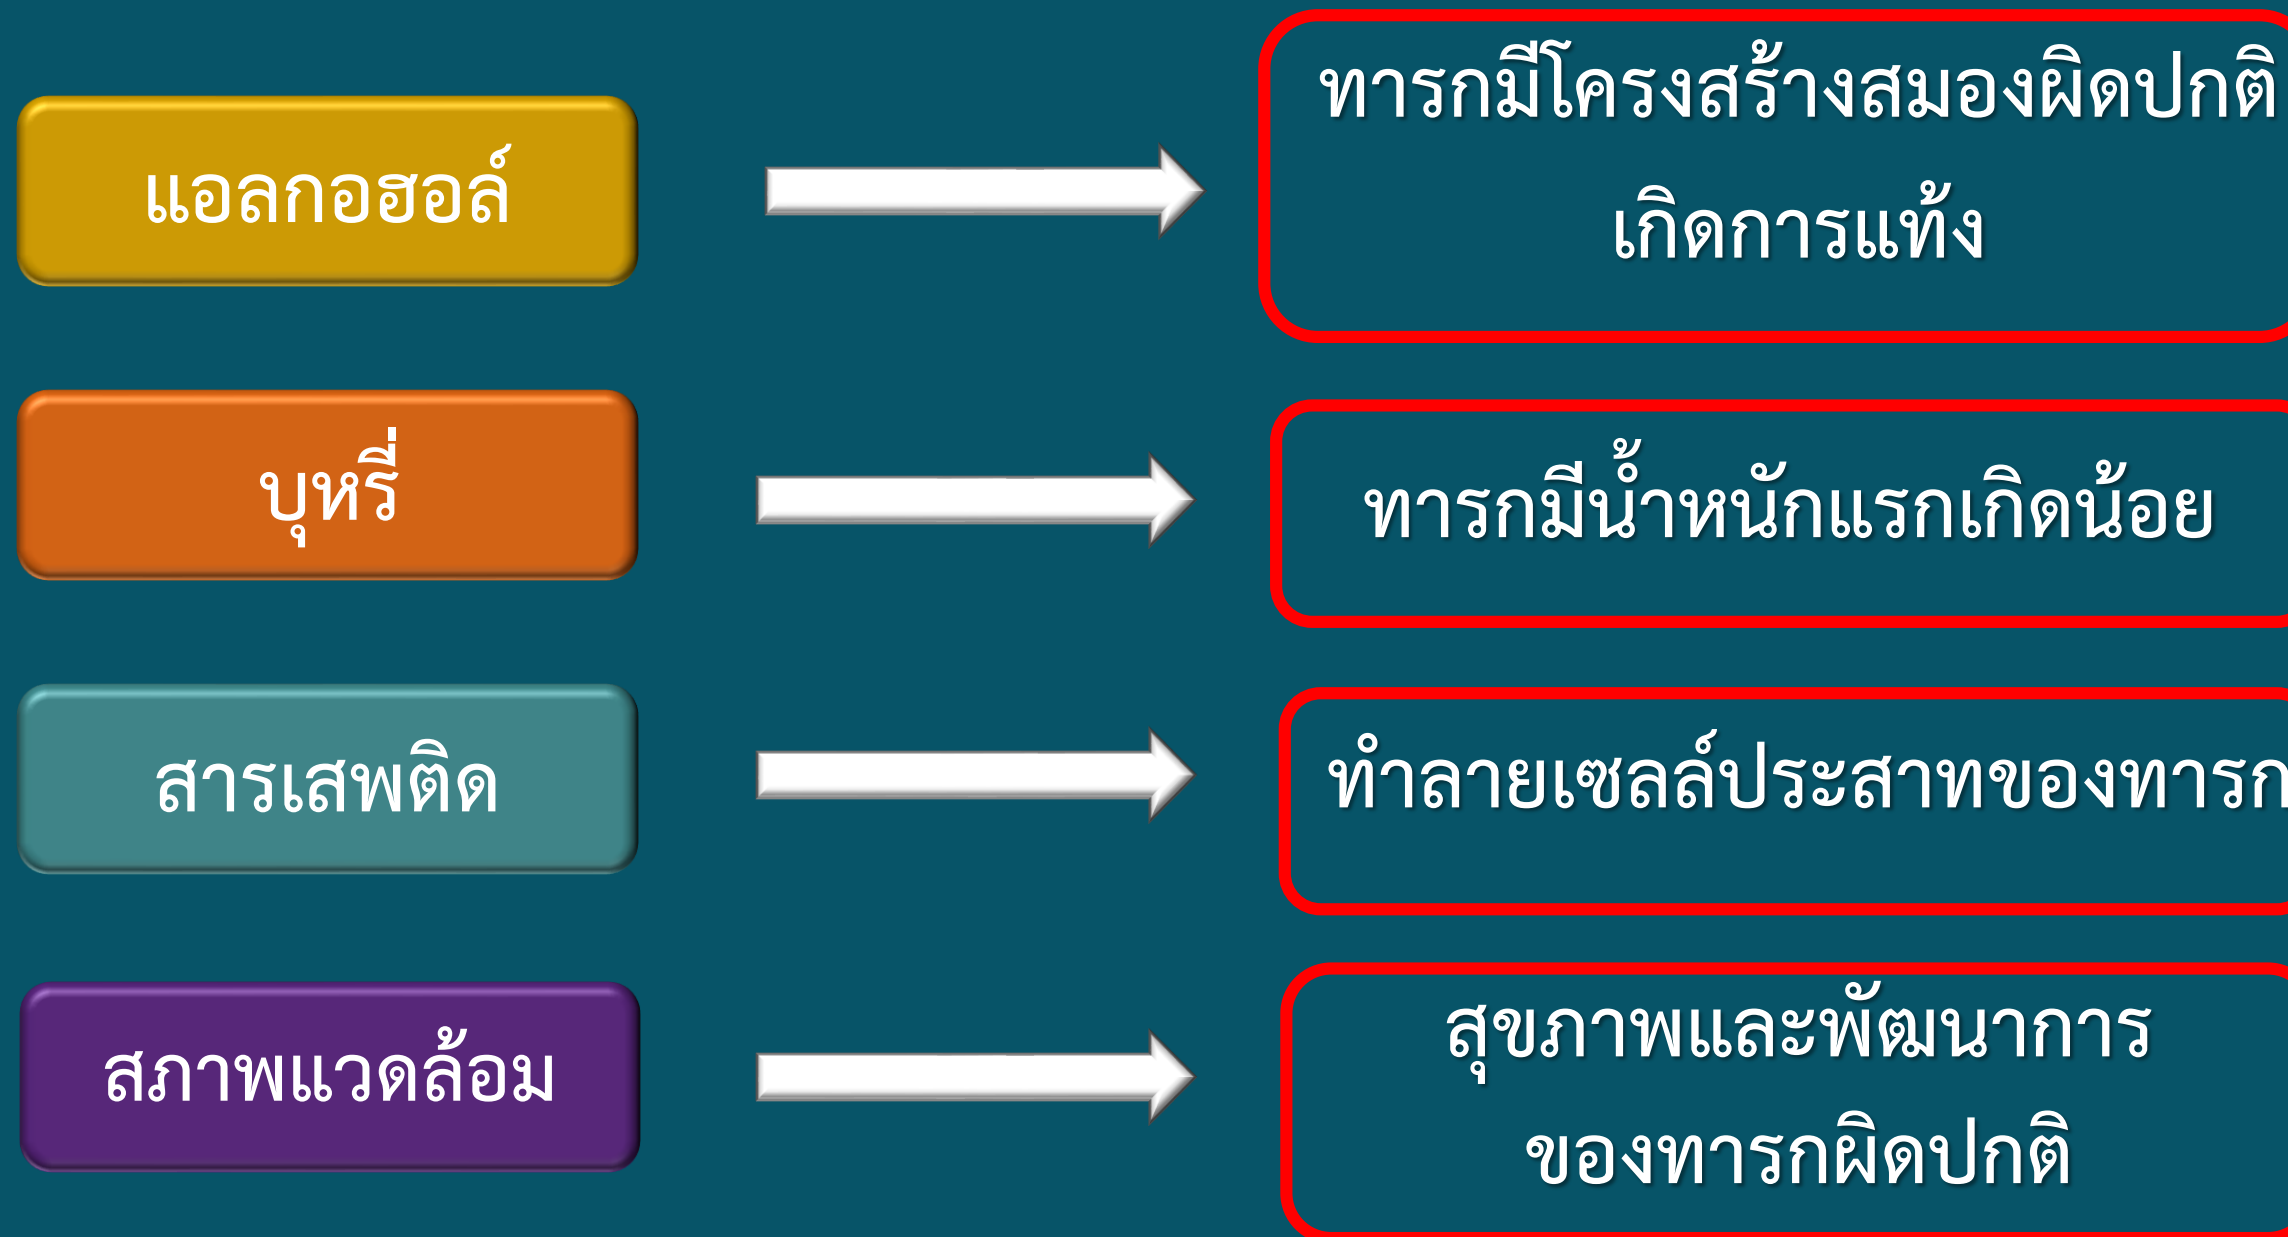 แอลกอฮอล์
ทารกมีโครงสร้างสมองผิดปกติ
เกิดการแท้ง
บุหรี่
ทารกมีน้ำหนักแรกเกิดน้อย
สารเสพติด
ทำลายเซลล์ประสาทของทารก
สภาพแวดล้อม
สุขภาพและพัฒนาการ
ของทารกผิดปกติ